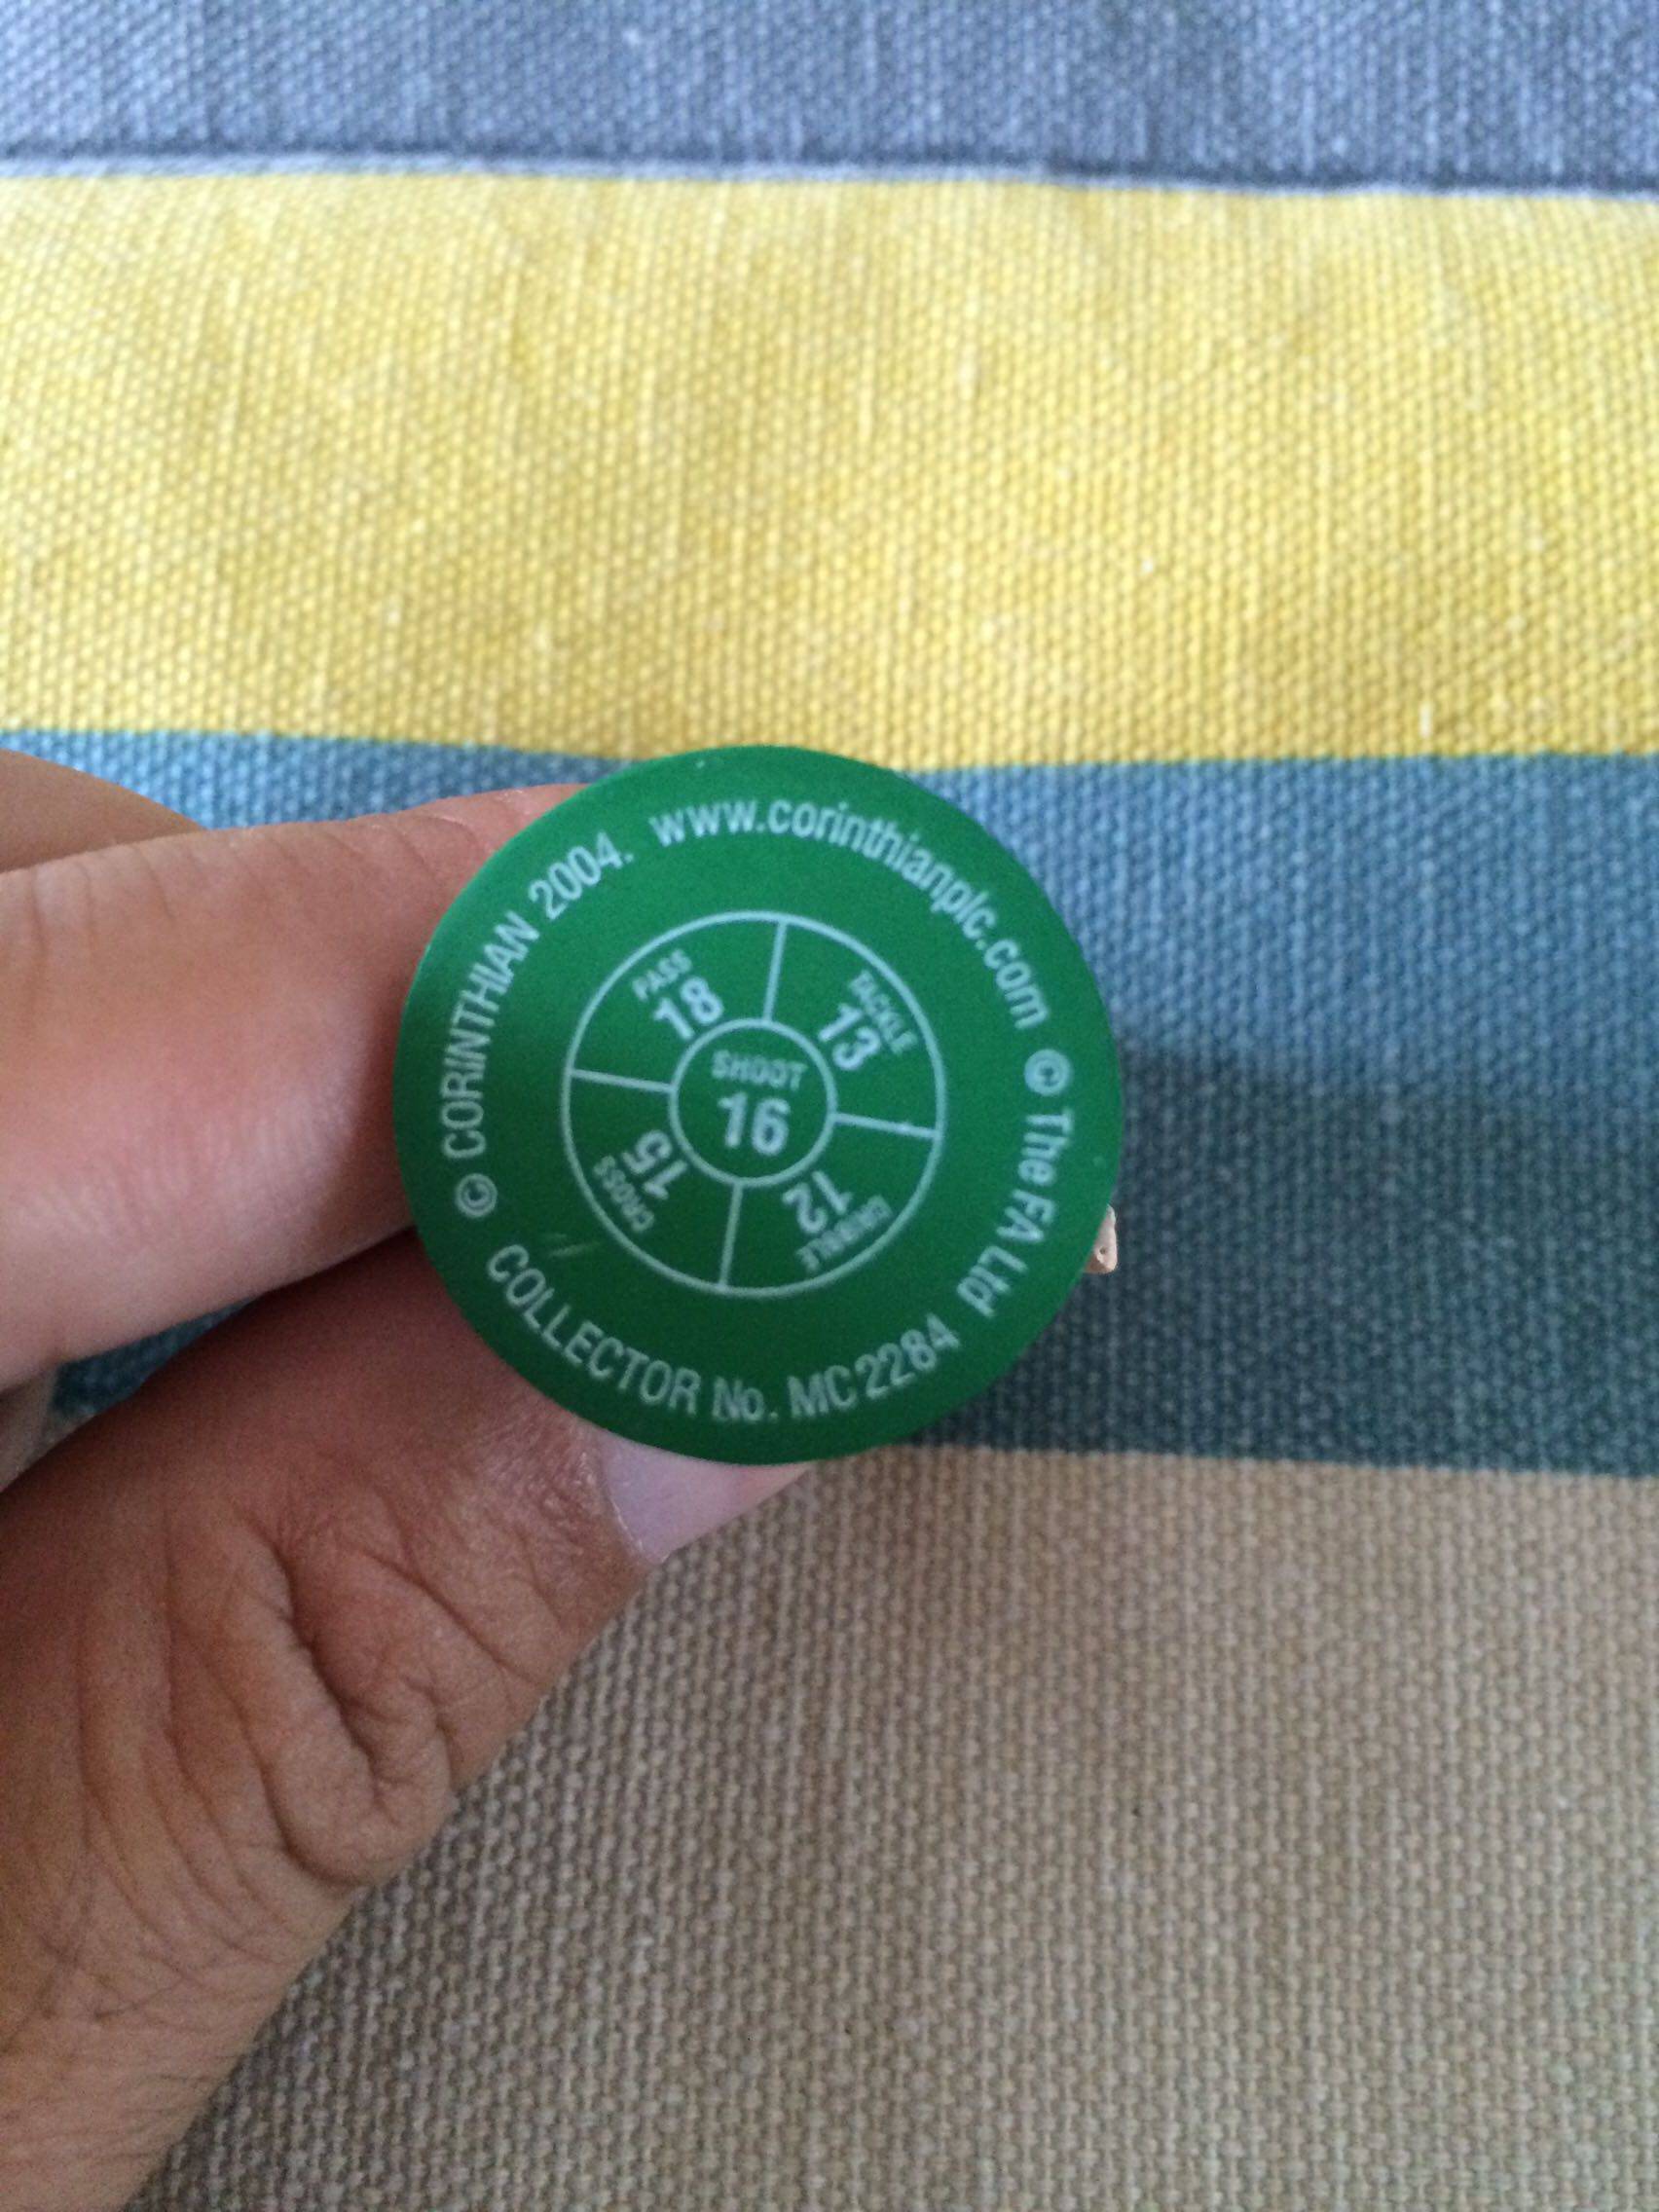 © CORINTHIAN 2004. www.corinthianplc.com © The FA Ltd
COLLECTOR No. MC2284
PASS
18
TACKLE
13
SHOOT
16
CROSS
15
DRIBBLE
12